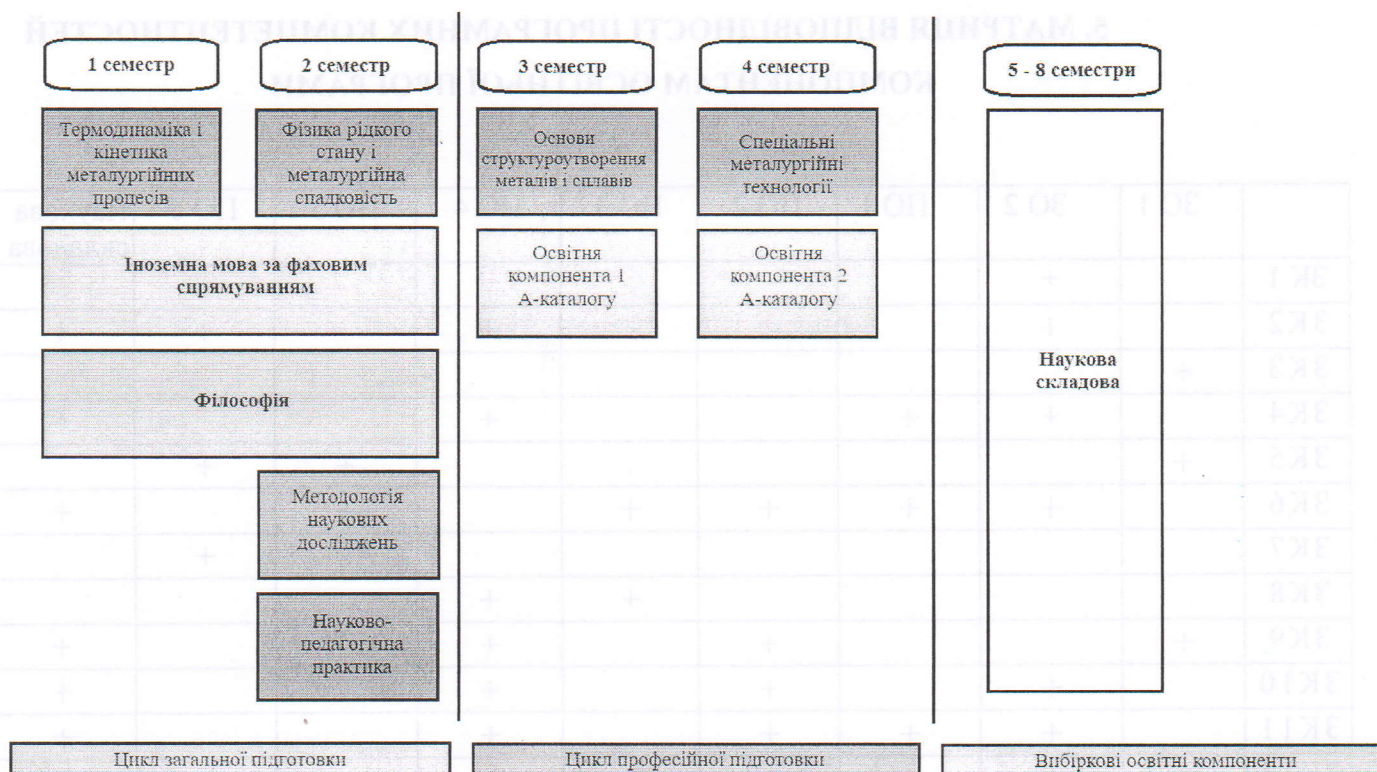 1 семестр
2 семестр
3 семестр
4 семестр
5 - 8 семестри
Термодінаміка і
кінетика
металургійних
процесів
Фізика рідкого
стану і
металургійна
спадковість
Основи
структуроутворення
металів і сплавів
Спеціальні
металургійні
технології
Іноземна мова за фаховим
спрямуванням
Освітня
компонента 1
А-каталогу
Освітня
компонента 2
А-каталогу
Наукова
складова
Філософія
Методологія
наукових
досліджень
Науково-
педагогічна
практика
Цикл загальної підготовки
Цикл професійної підготовки
Вибіркові освітні компоненти